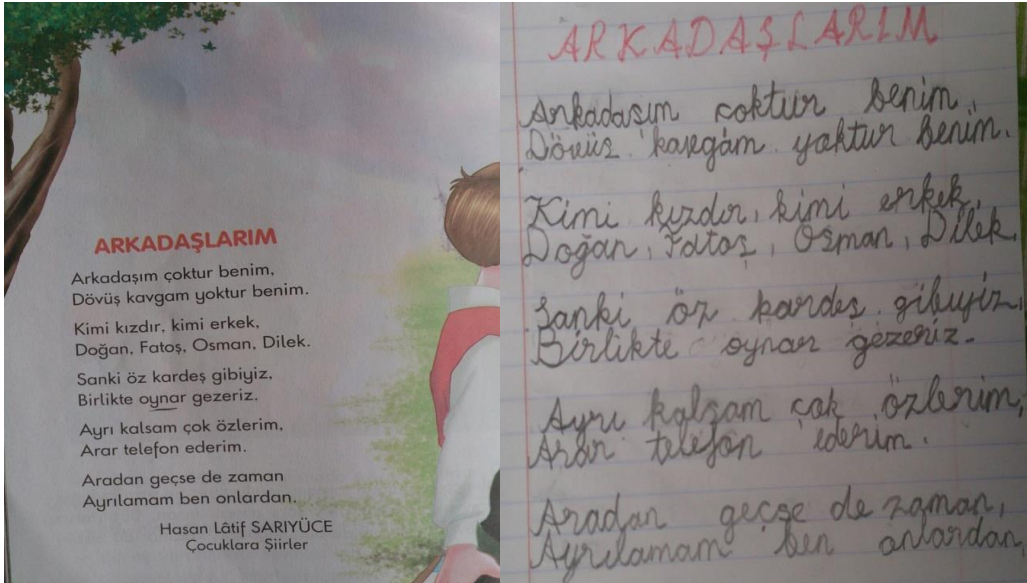 ARKADAŞLARIM
Arkadaşım çoktur benim,
Dövüş kavgam yoktur benim.
Kimi kızdır, kimi erkek,
Doğan, Fatoş, Osman, Dilek.
Sanki öz kardeş gibiyiz,
Birlikte oynar gezeriz.
Ayrı kalsam çok özlerim,
Arar telefon ederim.
Aradan geçse de zaman
Ayrılamam ben onlardan.
Hasan Lâtif SARIYÜCE
Çocuklara Şiirler
ARKADAŞLARIM
Arkadaşım çoktur benim,
Dövüş kavgam yoktur benim.
Kimi kızdır, kimi erkek,
Doğan, Fatoş, Osman, Dilek.
Sanki öz kardeş gibiyiz,
Birlikte oynar gezeriz.
Ayrı kalsam çok özlerim,
Arar telefon ederim.
Aradan geçse de zaman,
Ayrılamam ben onlardan